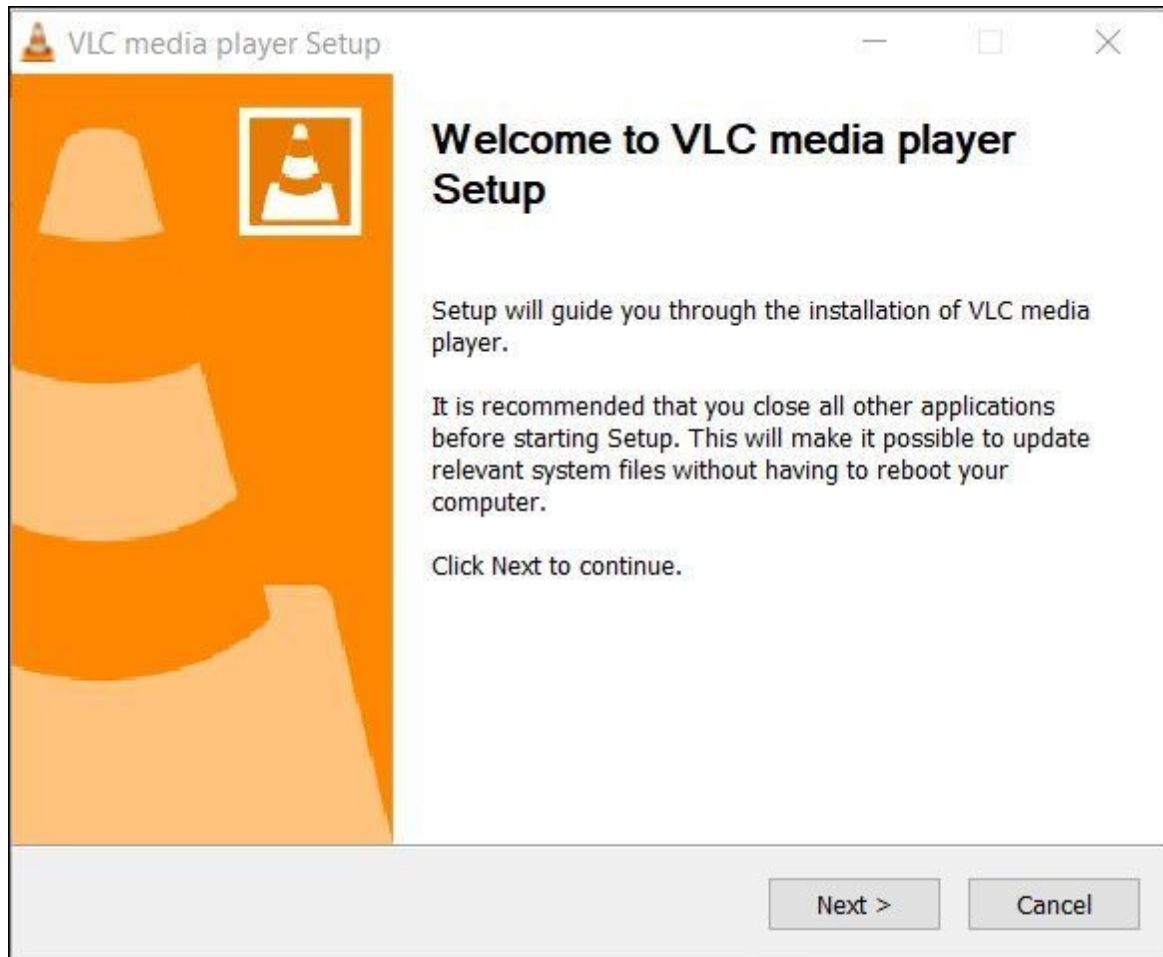 VLC media player Setup
Welcome to VLC media player
Setup
Setup will guide you through the installation of VLC media
player.
It is recommended that you close all other applications
before starting Setup. This will make it possible to update
relevant system files without having to reboot your
computer.
Click Next to continue.
Next >
Cancel